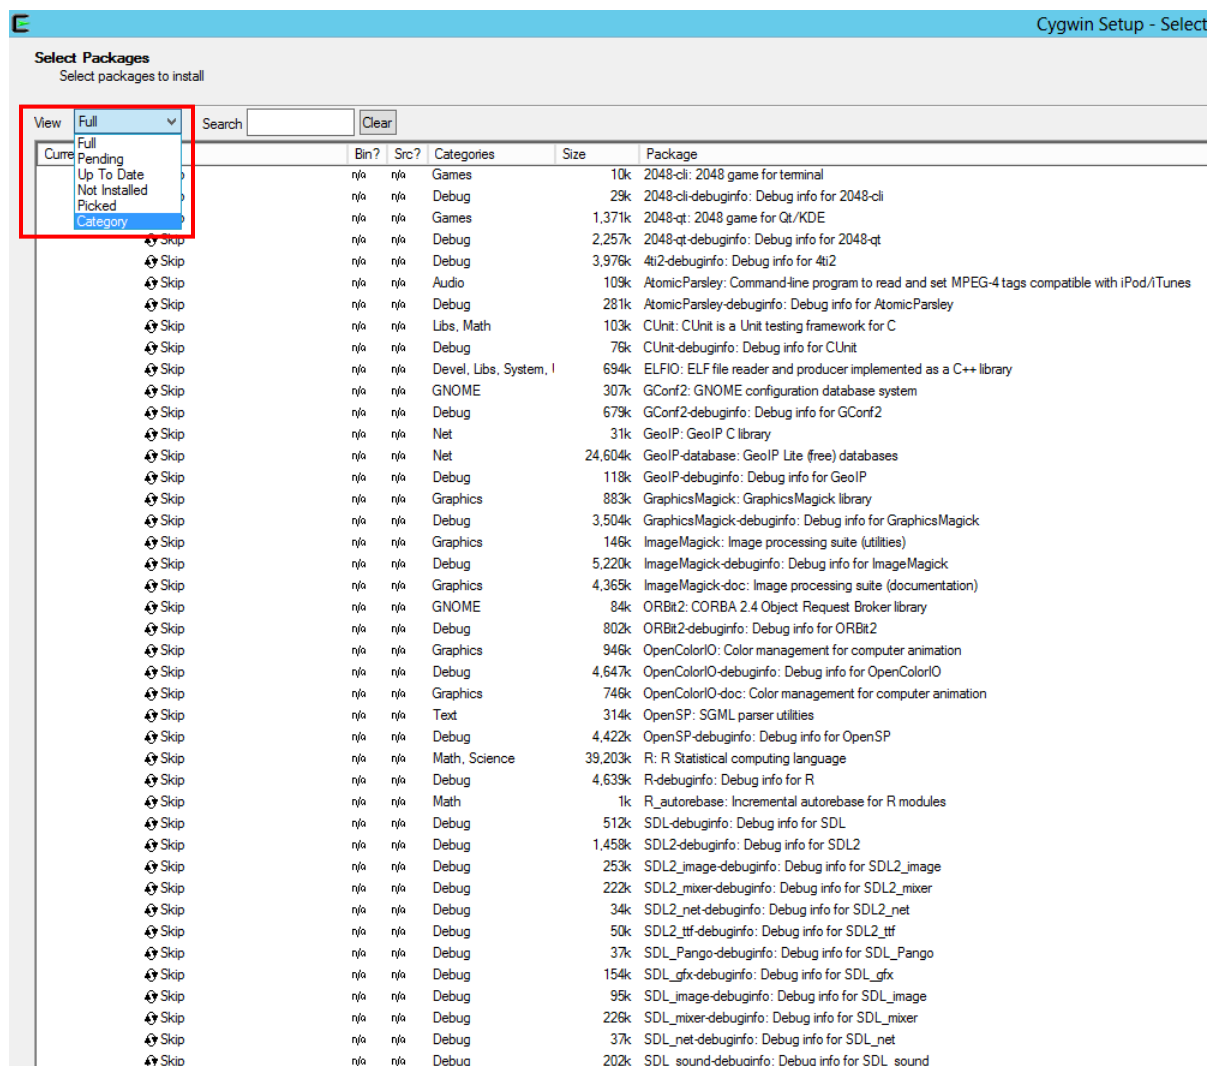 Cygwin Setup - Select
Select Packages
Select packages to install
View Full Search Clear
Full
Pending
Up To Date
Not Installed
Picked
Category
Curre Bin? Src? Categories Size Package
n/a n/a Games 10k 2048-cli: 2048 game for terminal
n/a n/a Debug 29k 2048-cli-debuginfo: Debug info for 2048-cli
n/a n/a Games 1,371k 2048-qt: 2048 game for Qt/KDE
Skip n/a n/a Debug 2,257k 2048-qt-debuginfo: Debug info for 2048-qt
Skip n/a n/a Debug 3,976k 4ti2-debuginfo: Debug info for 4ti2
Skip n/a n/a Audio 109k AtomicParsley: Command-line program to read and set MPEG-4 tags compatible with iPod/iTunes
Skip n/a n/a Debug 281k AtomicParsley-debuginfo: Debug info for AtomicParsley
Skip n/a n/a Libs, Math 103k CUnit: CUnit is a Unit testing framework for C
Skip n/a n/a Debug 76k CUnit-debuginfo: Debug info for CUnit
Skip n/a n/a Devel, Libs, System, 694k ELFIO: ELF file reader and producer implemented as a C++ library
Skip n/a n/a GNOME 307k GConf2: GNOME configuration database system
Skip n/a n/a Debug 679k GConf2-debuginfo: Debug info for GConf2
Skip n/a n/a Net 31k GeoIP: GeoIP C library
Skip n/a n/a Net 24,604k GeoIP-database: GeoIP Lite (free) databases
Skip n/a n/a Debug 118k GeoIP-debuginfo: Debug info for GeoIP
Skip n/a n/a Graphics 883k GraphicsMagick: GraphicsMagick library
Skip n/a n/a Debug 3,504k GraphicsMagick-debuginfo: Debug info for GraphicsMagick
Skip n/a n/a Graphics 146k ImageMagick: Image processing suite (utilities)
Skip n/a n/a Debug 5,220k ImageMagick-debuginfo: Debug info for ImageMagick
Skip n/a n/a Graphics 4,365k ImageMagick-doc: Image processing suite (documentation)
Skip n/a n/a GNOME 84k ORBit2: CORBA 2.4 Object Request Broker library
Skip n/a n/a Debug 802k ORBit2-debuginfo: Debug info for ORBit2
Skip n/a n/a Graphics 946k OpenColorIO: Color management for computer animation
Skip n/a n/a Debug 4,647k OpenColorIO-debuginfo: Debug info for OpenColorIO
Skip n/a n/a Graphics 746k OpenColorIO-doc: Color management for computer animation
Skip n/a n/a Text 314k OpenSP: SGML parser utilities
Skip n/a n/a Debug 4,422k OpenSP-debuginfo: Debug info for OpenSP
Skip n/a n/a Math, Science 39,203k R: R Statistical computing language
Skip n/a n/a Debug 4,639k R-debuginfo: Debug info for R
Skip n/a n/a Math 1k R_autorebase: Incremental autorebase for R modules
Skip n/a n/a Debug 512k SDL-debuginfo: Debug info for SDL
Skip n/a n/a Debug 1,458k SDL2-debuginfo: Debug info for SDL2
Skip n/a n/a Debug 253k SDL2_image-debuginfo: Debug info for SDL2_image
Skip n/a n/a Debug 222k SDL2_mixer-debuginfo: Debug info for SDL2_mixer
Skip n/a n/a Debug 34k SDL2_net-debuginfo: Debug info for SDL2_net
Skip n/a n/a Debug 50k SDL2_ttf-debuginfo: Debug info for SDL2_ttf
Skip n/a n/a Debug 37k SDL_Pango-debuginfo: Debug info for SDL_Pango
Skip n/a n/a Debug 154k SDL_gfx-debuginfo: Debug info for SDL_gfx
Skip n/a n/a Debug 95k SDL_image-debuginfo: Debug info for SDL_image
Skip n/a n/a Debug 226k SDL_mixer-debuginfo: Debug info for SDL_mixer
Skip n/a n/a Debug 37k SDL_net-debuginfo: Debug info for SDL_net
Skip n/a n/a Debug 202k SDL_sound-debuginfo: Debug info for SDL_sound